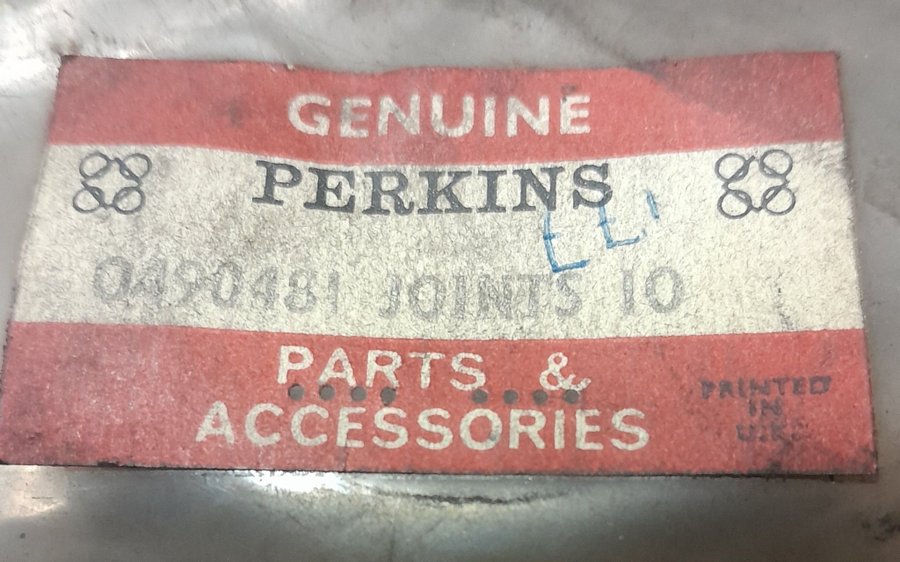 GENUINE
PERKINS
0490481 JOINTS 10
PARTS &
ACCESSORIES
PRINTED
IN
U.K.